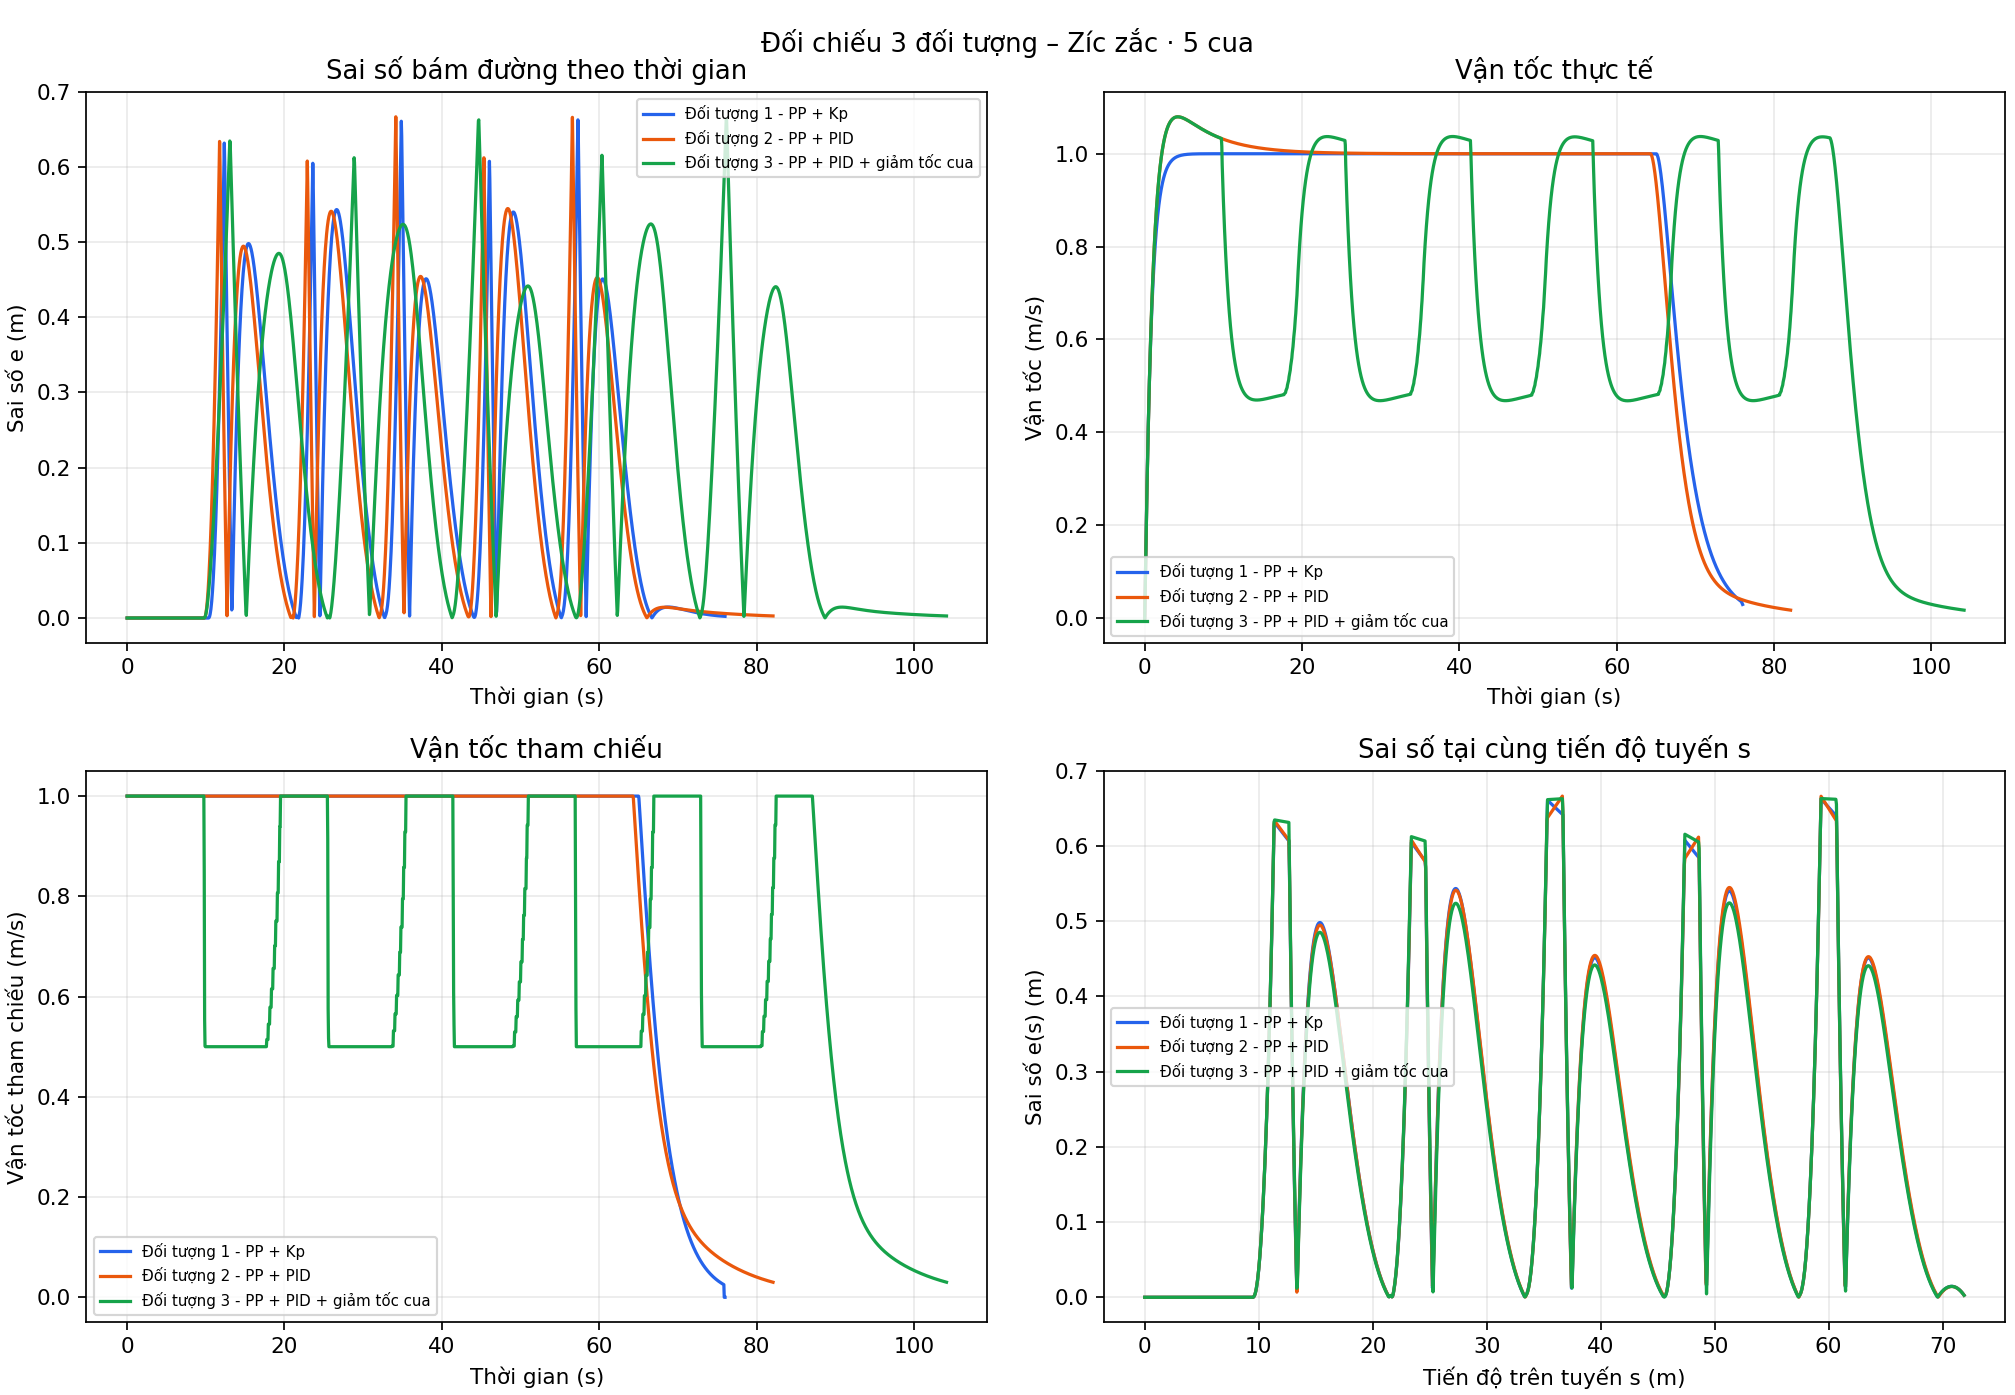 Đối chiếu 3 đối tượng – Zíc zắc · 5 cua
Sai số bám đường theo thời gian
Sai số e (m)
0.7
0.6
0.5
0.4
0.3
0.2
0.1
0.0
Đối tượng 1 - PP + Kp
Đối tượng 2 - PP + PID
Đối tượng 3 - PP + PID + giảm tốc cua
0 20 40 60 80 100
Thời gian (s)
Vận tốc thực tế
Vận tốc (m/s)
1.0
0.8
0.6
0.4
0.2
0.0
Đối tượng 1 - PP + Kp
Đối tượng 2 - PP + PID
Đối tượng 3 - PP + PID + giảm tốc cua
0 20 40 60 80 100
Thời gian (s)
Vận tốc tham chiếu
Vận tốc tham chiếu (m/s)
1.0
0.8
0.6
0.4
0.2
0.0
Đối tượng 1 - PP + Kp
Đối tượng 2 - PP + PID
Đối tượng 3 - PP + PID + giảm tốc cua
0 20 40 60 80 100
Thời gian (s)
Sai số tại cùng tiến độ tuyến s
Sai số e(s) (m)
0.7
0.6
0.5
0.4
0.3
0.2
0.1
0.0
Đối tượng 1 - PP + Kp
Đối tượng 2 - PP + PID
Đối tượng 3 - PP + PID + giảm tốc cua
0 10 20 30 40 50 60 70
Tiến độ trên tuyến s (m)